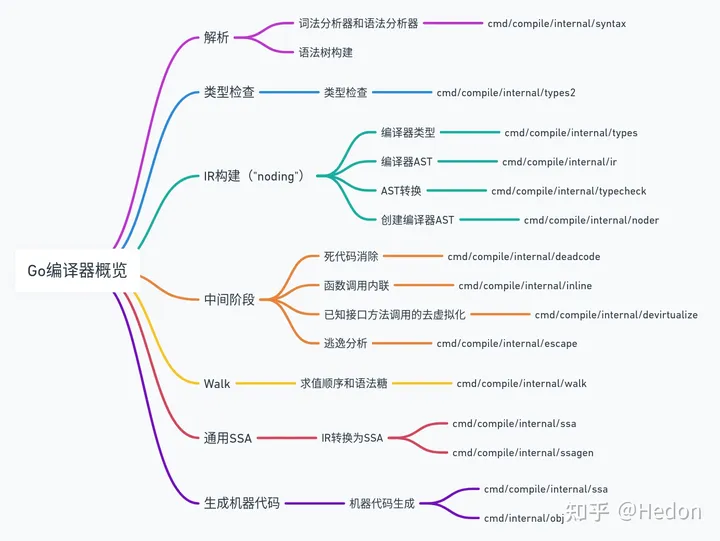 Go编译器概览
解析
词法分析器和语法分析器
cmd/compile/internal/syntax
语法树构建
类型检查
类型检查
cmd/compile/internal/types2
IR构建（"noding"）
编译器类型
cmd/compile/internal/types
编译器AST
cmd/compile/internal/ir
AST转换
cmd/compile/internal/typecheck
创建编译器AST
cmd/compile/internal/noder
中间阶段
死代码消除
cmd/compile/internal/deadcode
函数调用内联
cmd/compile/internal/inline
已知接口方法调用的去虚拟化
cmd/compile/internal/devirtualize
逃逸分析
cmd/compile/internal/escape
Walk
求值顺序和语法糖
cmd/compile/internal/walk
通用SSA
IR转换为SSA
cmd/compile/internal/ssa
cmd/compile/internal/ssagen
生成机器代码
机器代码生成
cmd/compile/internal/ssa
cmd/internal/obj
知乎 @Hedon